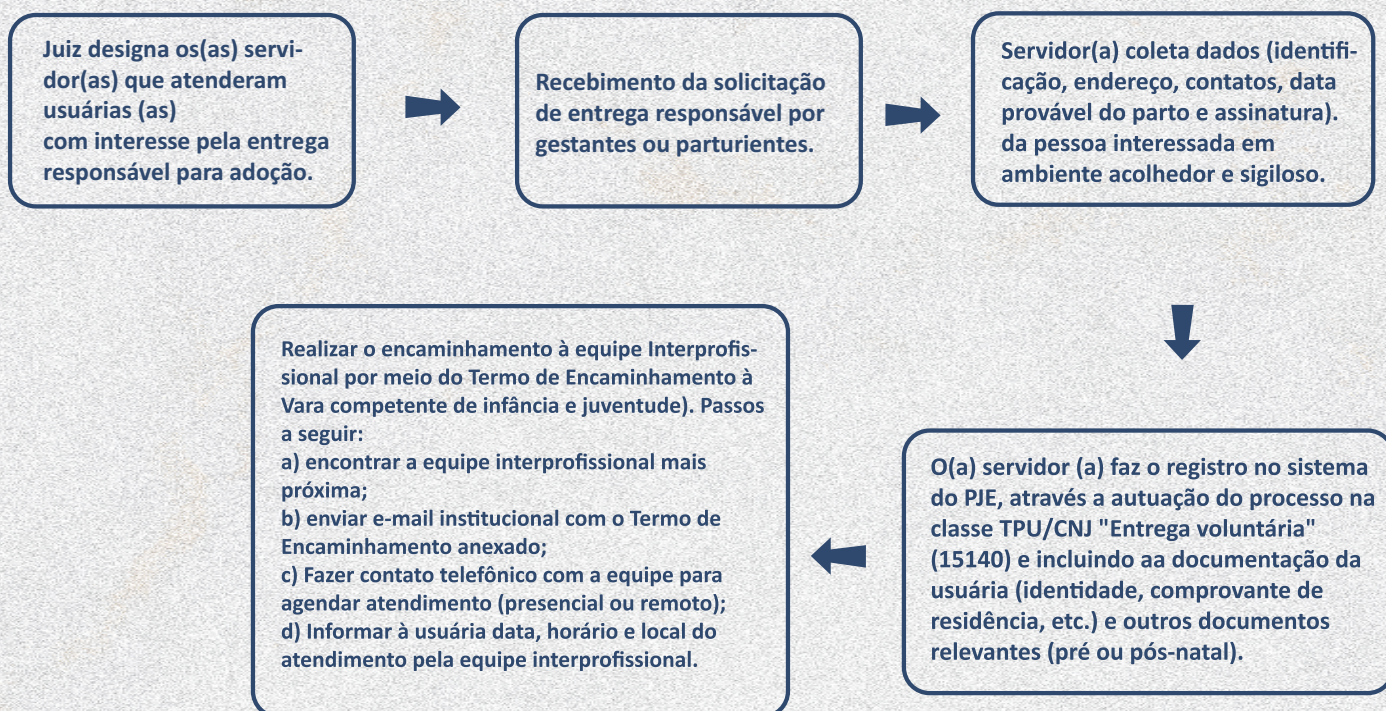 Juiz designa os(as) servi-
dor(as) que atenderam
usuárias (as)
com interesse pela entrega
responsável para adoção.
Recebimento da solicitação
de entrega responsável por
gestantes ou parturientes.
Servidor(a) coleta dados (identifi-
cação, endereço, contatos, data
provável do parto e assinatura).
da pessoa interessada em
ambiente acolhedor e sigiloso.
O(a) servidor (a) faz o registro no sistema
do PJE, através a autuação do processo na
classe TPU/CNJ "Entrega voluntária"
(15140) e incluindo aa documentação da
usuária (identidade, comprovante de
residência, etc.) e outros documentos
relevantes (pré ou pós-natal).
Realizar o encaminhamento à equipe Interprofis-
sional por meio do Termo de Encaminhamento à
Vara competente de infância e juventude). Passos
a seguir:
a) encontrar a equipe interprofissional mais
próxima;
b) enviar e-mail institucional com o Termo de
Encaminhamento anexado;
c) Fazer contato telefônico com a equipe para
agendar atendimento (presencial ou remoto);
d) Informar à usuária data, horário e local do
atendimento pela equipe interprofissional.